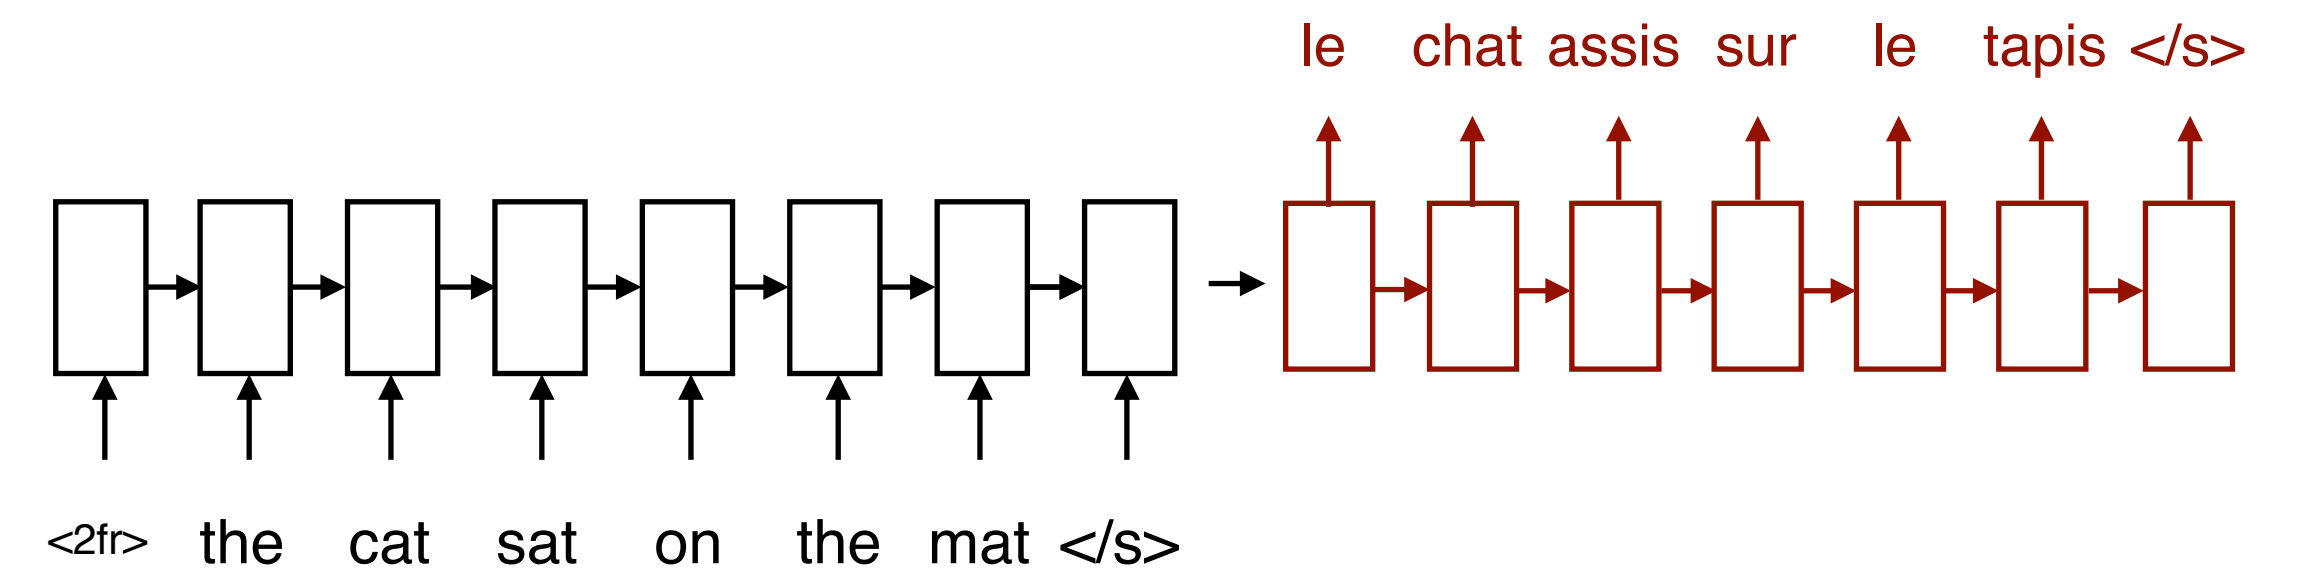 le chat assis sur le tapis </s>
<2fr> the cat sat on the mat </s>